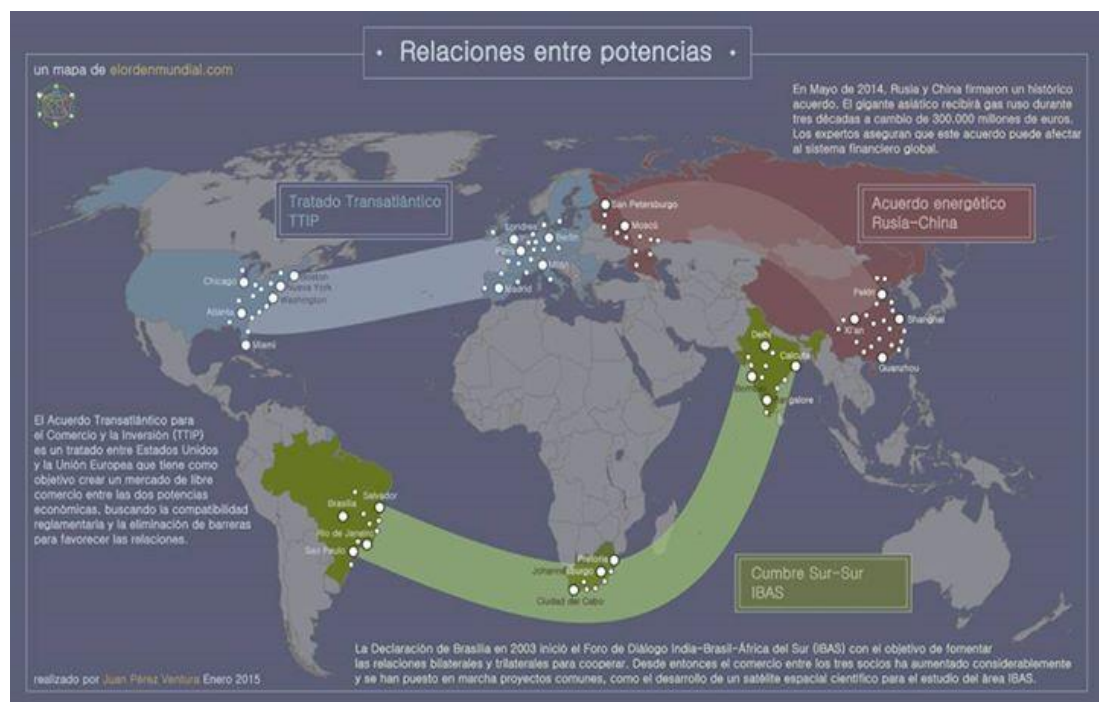 · Relaciones entre potencias ·
un mapa de elordenmundial.com
En Mayo de 2014, Rusia y China firmaron un histórico
acuerdo. El gigante asiático recibirá gas ruso durante
tres décadas a cambio de 300.000 millones de euros.
Los expertos aseguran que este acuerdo puede afectar
al sistema financiero global.
Tratado Transatlántico
TTIP
Acuerdo energético
Rusia-China
San Petersburgo
Moscú
Londres
Berlín
París
Milán
Madrid
Chicago
Boston
Nueva York
Washington
Atlanta
Miami
Pekín
Xi'an
Shanghai
Guanzhou
Delhi
Calcuta
Bangalore
El Acuerdo Transatlántico para
el Comercio y la Inversión (TTIP)
es un tratado entre Estados Unidos
y la Unión Europea que tiene como
objetivo crear un mercado de libre
comercio entre las dos potencias
económicas, buscando la compatibilidad
reglamentaria y la eliminación de barreras
para favorecer las relaciones.
Salvador
Brasilia
Río de Janeiro
Sao Paulo
Pretoria
Ciudad del Cabo
Cumbre Sur-Sur
IBAS
La Declaración de Brasilia en 2003 inició el Foro de Diálogo India-Brasil-África del Sur (IBAS) con el objetivo de fomentar
las relaciones bilaterales y trilaterales para cooperar. Desde entonces el comercio entre los tres socios ha aumentado considerablemente
y se han puesto en marcha proyectos comunes, como el desarrollo de un satélite espacial científico para el estudio del área IBAS.
realizado por Juan Pérez Ventura Enero 2015